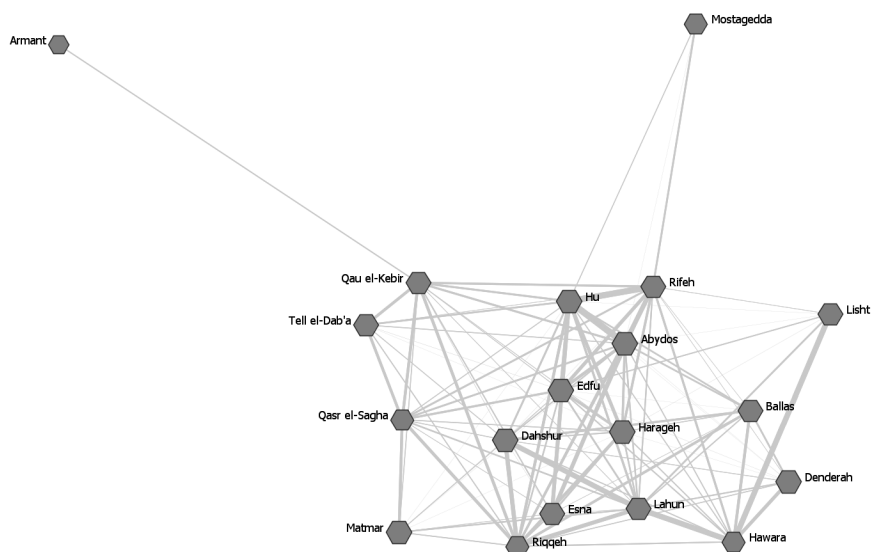 Mostagedda
Armant
Qau el-Kebir
Rifeh
Hu
Lisht
Tell el-Dab'a
Abydos
Edfu
Ballas
Qasr el-Sagha
Harageh
Dahshur
Denderah
Lahun
Esna
Matmar
Hawara
Riqqeh